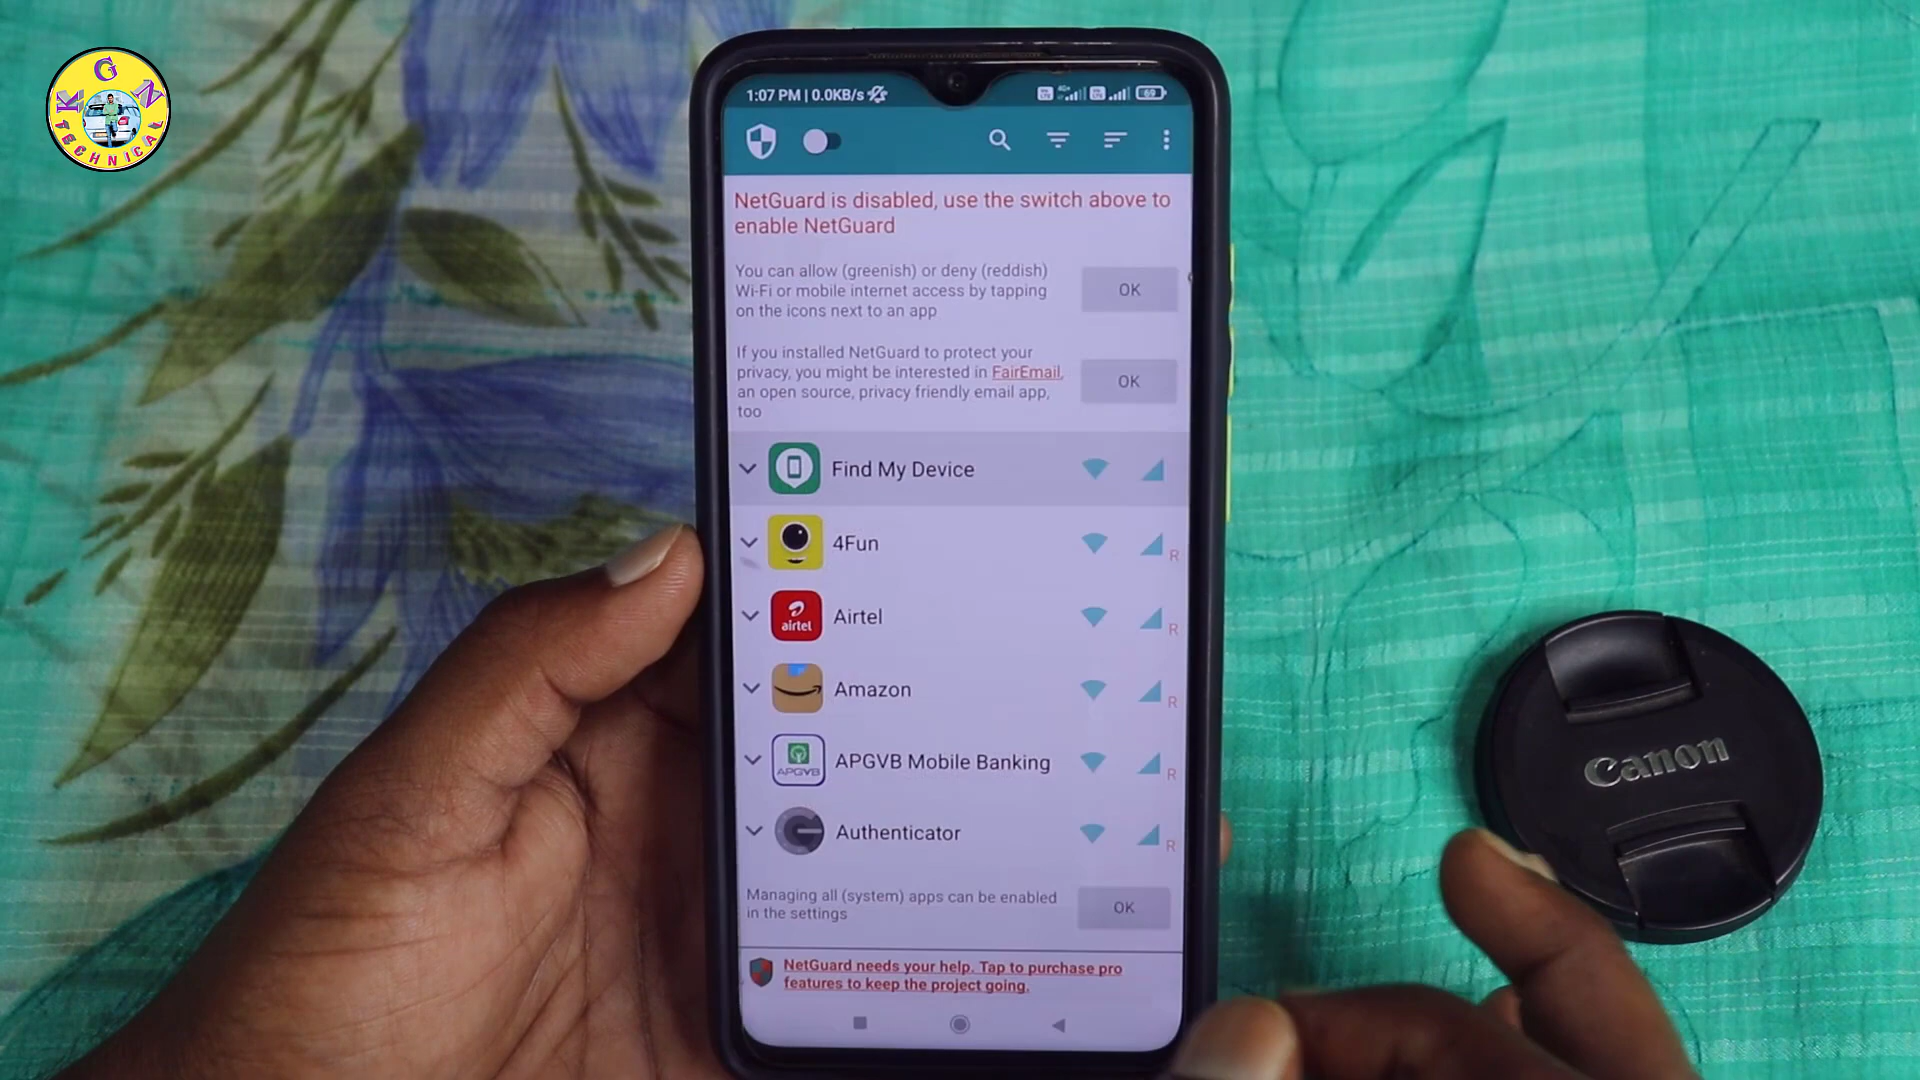 K G N
TECHNICAL
1:07 PM | 0.0KB/s
4G+
69
NetGuard is disabled, use the switch above to
enable NetGuard
You can allow (greenish) or deny (reddish)
Wi-Fi or mobile internet access by tapping
on the icons next to an app
OK
If you installed NetGuard to protect your
privacy, you might be interested in FairEmail,
an open source, privacy friendly email app,
too
OK
Find My Device
4Fun
R
airtel
Airtel
R
Amazon
R
APGVB
APGVB Mobile Banking
R
Authenticator
R
Managing all (system) apps can be enabled
in the settings
OK
NetGuard needs your help. Tap to purchase pro
features to keep the project going.
Canon